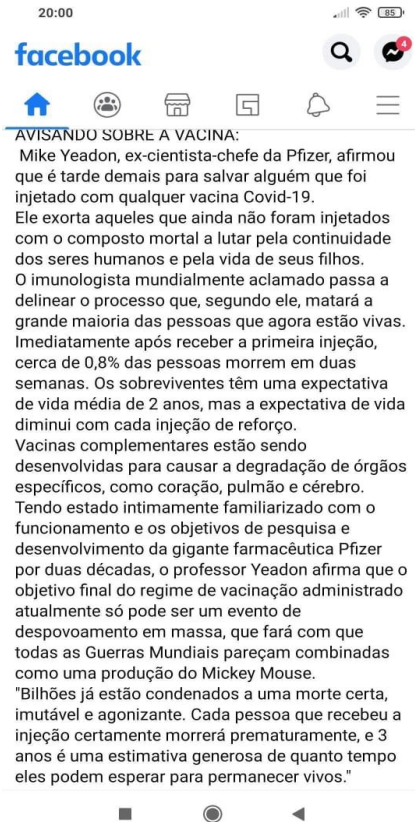 20:00
85
facebook
4
AVISANDO SOBRE A VACINA:
Mike Yeadon, ex-cientista-chefe da Pfizer, afirmou
que é tarde demais para salvar alguém que foi
injetado com qualquer vacina Covid-19.
Ele exorta aqueles que ainda não foram injetados
com o composto mortal a lutar pela continuidade
dos seres humanos e pela vida de seus filhos.
O imunologista mundialmente aclamado passa a
delinear o processo que, segundo ele, matará a
grande maioria das pessoas que agora estão vivas.
Imediatamente após receber a primeira injeção,
cerca de 0,8% das pessoas morrem em duas
semanas. Os sobreviventes têm uma expectativa
de vida média de 2 anos, mas a expectativa de vida
diminui com cada injeção de reforço.
Vacinas complementares estão sendo
desenvolvidas para causar a degradação de órgãos
específicos, como coração, pulmão e cérebro.
Tendo estado intimamente familiarizado com o
funcionamento e os objetivos de pesquisa e
desenvolvimento da gigante farmacêutica Pfizer
por duas décadas, o professor Yeadon afirma que o
objetivo final do regime de vacinação administrado
atualmente só pode ser um evento de
despovoamento em massa, que fará com que
todas as Guerras Mundiais pareçam combinadas
como uma produção do Mickey Mouse.
"Bilhões já estão condenados a uma morte certa,
imutável e agonizante. Cada pessoa que recebeu a
injeção certamente morrerá prematuramente, e 3
anos é uma estimativa generosa de quanto tempo
eles podem esperar para permanecer vivos."